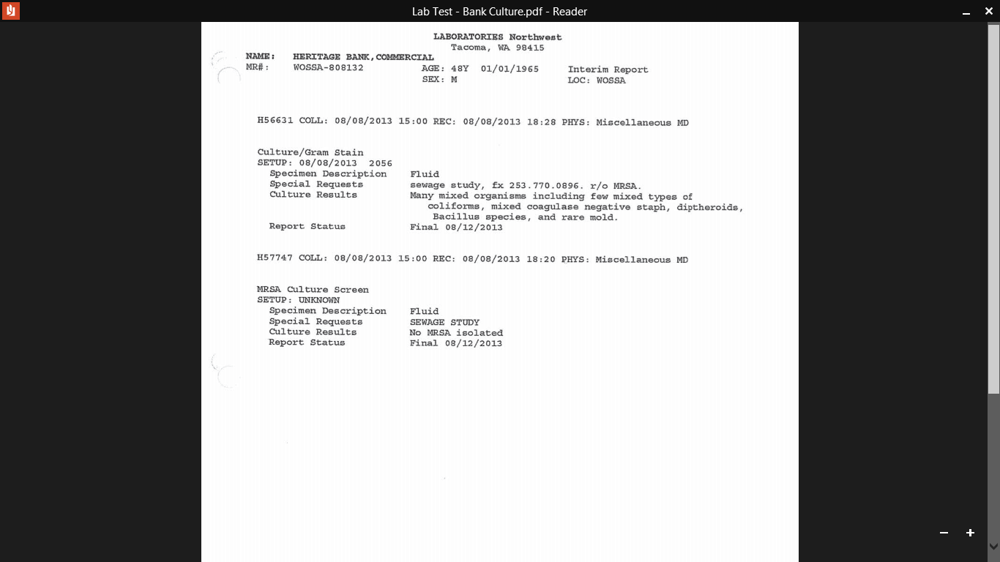 Lab Test - Bank Culture.pdf - Reader
LABORATORIES Northwest
Tacoma, WA 98415
NAME: HERITAGE BANK,COMMERCIAL
MR#: WOSSA-808132 AGE: 48Y 01/01/1965 Interim Report
SEX: M LOC: WOSSA
H56631 COLL: 08/08/2013 15:00 REC: 08/08/2013 18:28 PHYS: Miscellaneous MD
Culture/Gram Stain
SETUP: 08/08/2013 2056
Specimen Description Fluid
Special Requests sewage study, fx 253.770.0896. r/o MRSA.
Culture Results Many mixed organisms including few mixed types of
coliforms, mixed coagulase negative staph, diptheroids,
Bacillus species, and rare mold.
Report Status Final 08/12/2013
H57747 COLL: 08/08/2013 15:00 REC: 08/08/2013 18:20 PHYS: Miscellaneous MD
MRSA Culture Screen
SETUP: UNKNOWN
Specimen Description Fluid
Special Requests SEWAGE STUDY
Culture Results No MRSA isolated
Report Status Final 08/12/2013